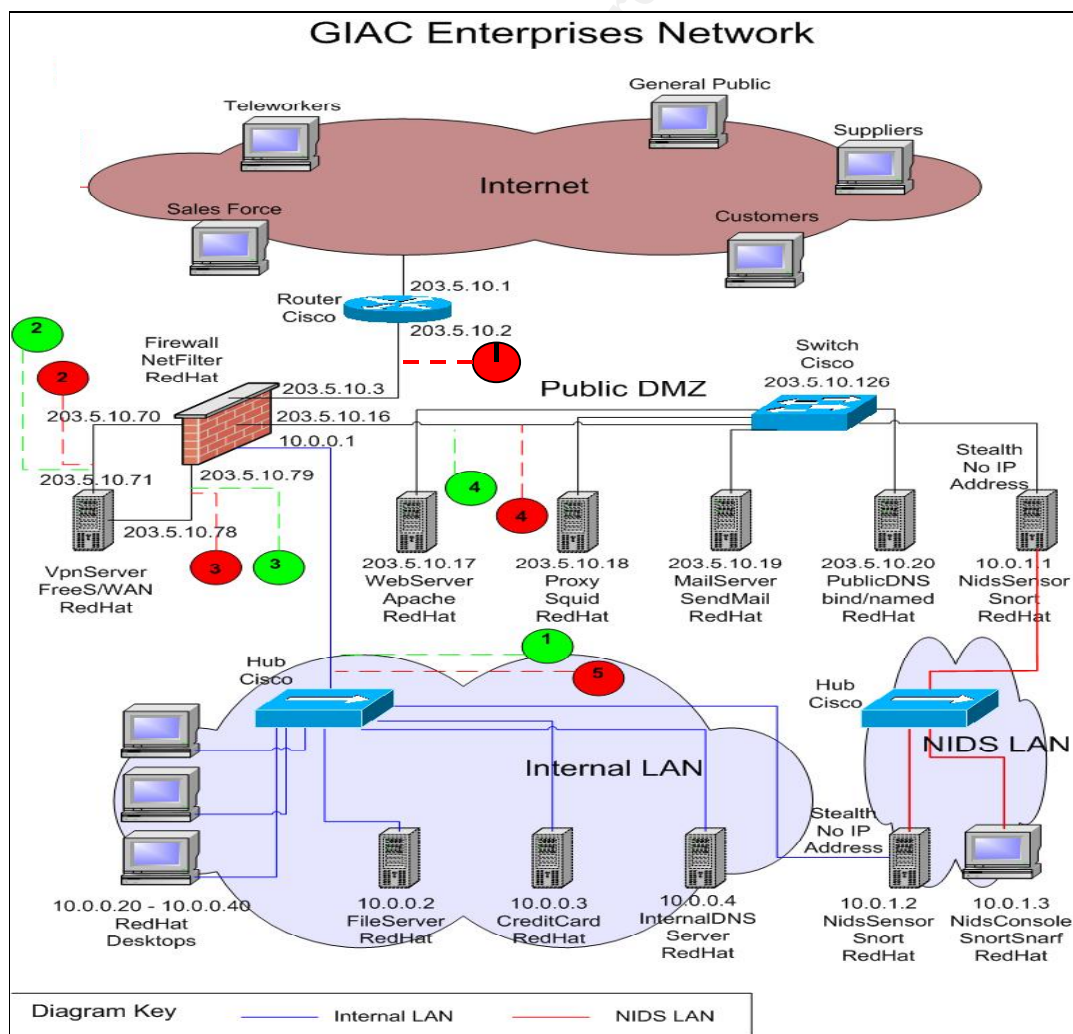 GIAC Enterprises Network
General Public
Teleworkers
Suppliers
Internet
Sales Force
Customers
203.5.10.1
Router
Cisco
203.5.10.2
2
Firewall
NetFilter
RedHat
2
Switch
Cisco
203.5.10.126
203.5.10.3
Public DMZ
203.5.10.70
203.5.10.16
10.0.0.1
Stealth
No IP
Address
203.5.10.71
203.5.10.79
4
4
203.5.10.78
3
3
VpnServer
FreeS/WAN
RedHat
203.5.10.17
WebServer
Apache
RedHat
203.5.10.18
Proxy
Squid
RedHat
203.5.10.19
MailServer
SendMail
RedHat
203.5.10.20
PublicDNS
bind/named
RedHat
10.0.1.1
NidsSensor
Snort
RedHat
1
5
Hub
Cisco
Hub
Cisco
NIDS LAN
Internal LAN
Stealth
No IP
Address
10.0.0.20 - 10.0.0.40
RedHat
Desktops
10.0.0.2
FileServer
RedHat
10.0.0.3
CreditCard
RedHat
10.0.0.4
InternalDNS
Server
RedHat
10.0.1.2
NidsSensor
Snort
RedHat
10.0.1.3
NidsConsole
SnortSnarf
RedHat
Diagram Key
Internal LAN
NIDS LAN